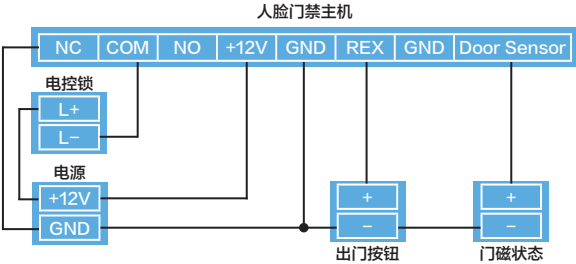 人脸门禁主机
NC COM NO +12V GND REX GND Door Sensor
电控锁
L+
L−
电源
+12V
GND
+
−
出门按钮
+
−
门磁状态